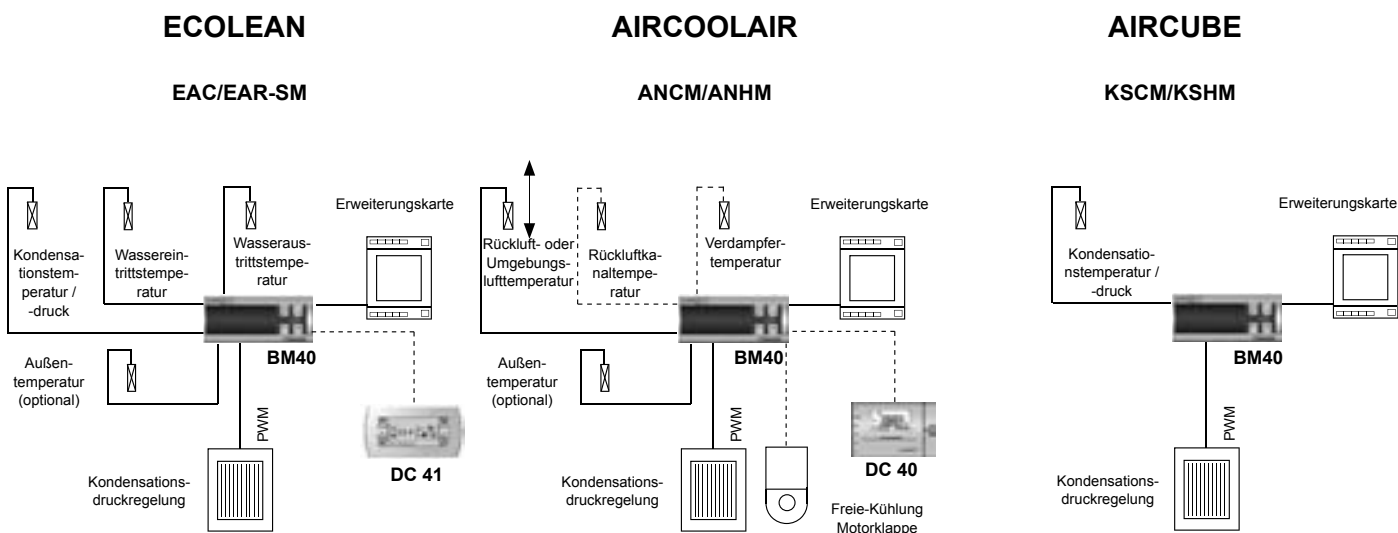 ECOLEAN
EAC/EAR-SM
Kondensa-
tionstem-
peratur /
-druck
Wasserein-
trittstempe-
ratur
Wasseraus-
trittstempe-
ratur
Erweiterungskarte
BM40
Außen-
temperatur
(optional)
PWM
DC 41
Kondensations-
druckregelung
AIRCOOLAIR
ANCM/ANHM
Rückluft- oder
Umgebungs-
lufttemperatur
Rückluftka-
naltempe-
ratur
Verdampfer-
temperatur
Erweiterungskarte
BM40
Außen-
temperatur
(optional)
PWM
DC 40
Kondensations-
druckregelung
Freie-Kühlung
Motorklappe
AIRCUBE
KSCM/KSHM
Kondensatio-
nstemperatur /
-druck
Erweiterungskarte
BM40
PWM
Kondensations-
druckregelung